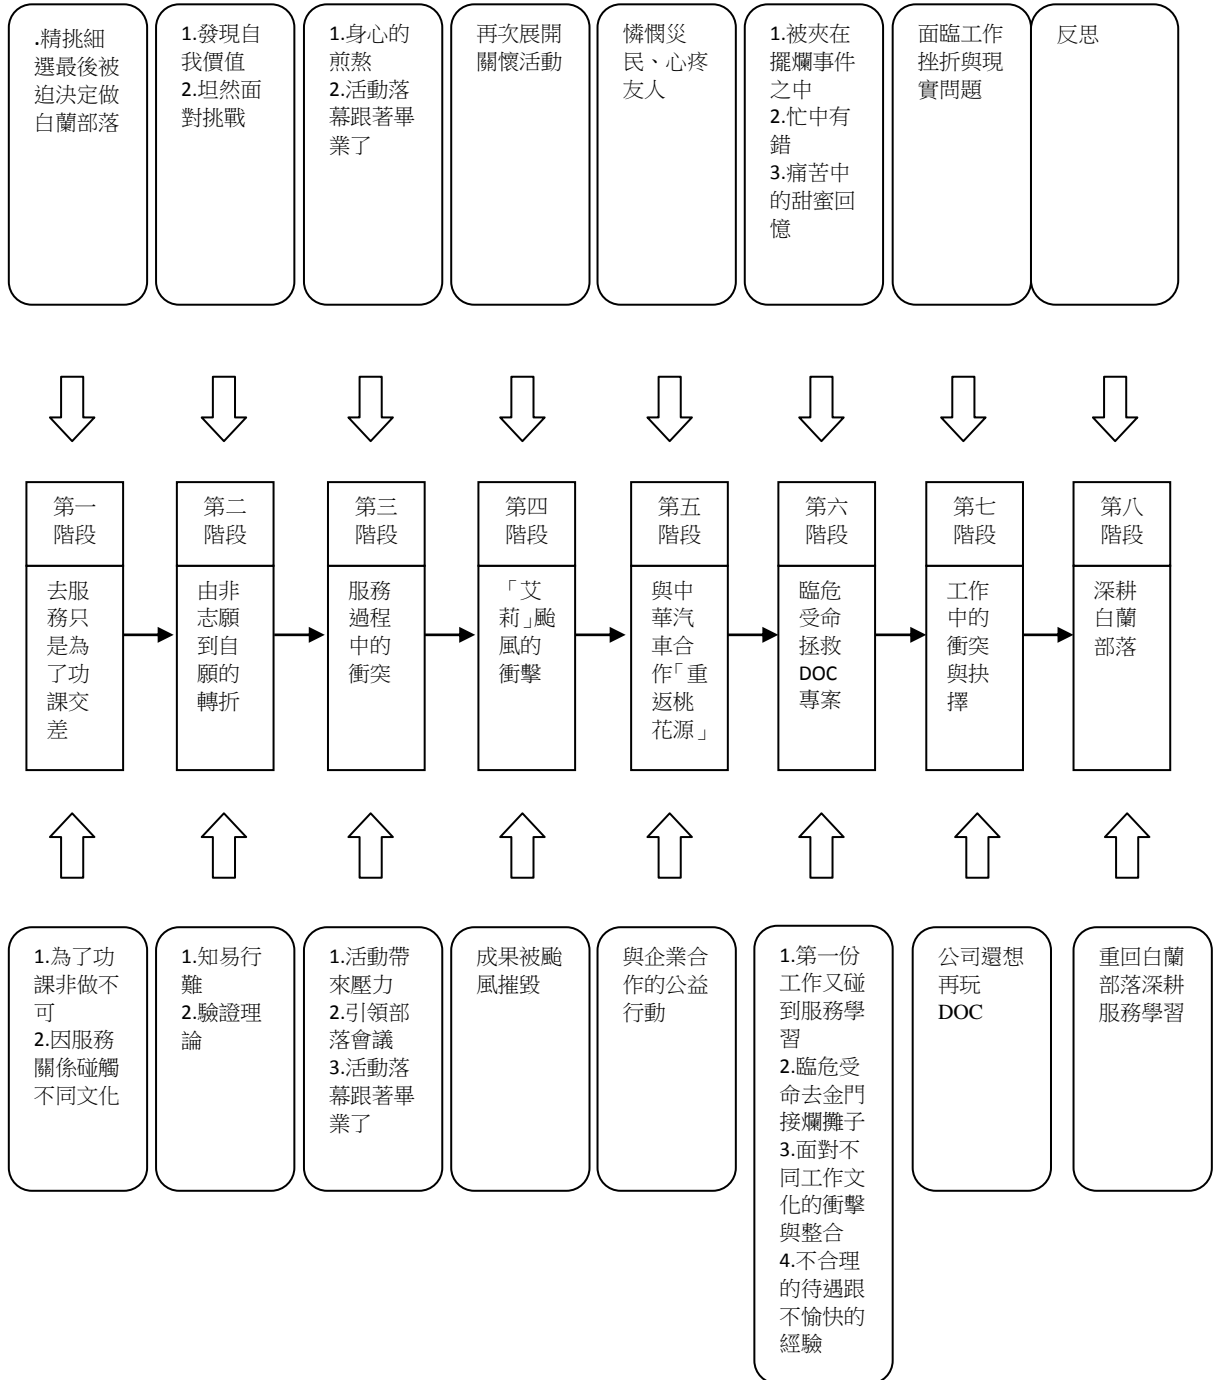 .精挑細
選最後被
迫決定做
白蘭部落
1.發現自
我價值
2.坦然面
對挑戰
1.身心的
煎熬
2.活動落
幕跟著畢
業了
再次展開
關懷活動
憐憫災
民、心疼
友人
1.被夾在
擺爛事件
之中
2.忙中有
錯
3.痛苦中
的甜蜜回
憶
面臨工作
挫折與現
實問題
反思
第一
階段
去服
務只
是為
了功
課交
差
第二
階段
由非
志願
到自
願的
轉折
第三
階段
服務
過程
中的
衝突
第四
階段
「艾
莉」颱
風的
衝擊
第五
階段
與中
華汽
車合
作「重
返桃
花源」
第六
階段
臨危
受命
拯救
DOC
專案
第七
階段
工作
中的
衝突
與抉
擇
第八
階段
深耕
白蘭
部落
1.為了功
課非做不
可
2.因服務
關係碰觸
不同文化
1.知易行
難
2.驗證理
論
1.活動帶
來壓力
2.引領部
落會議
3.活動落
幕跟著畢
業了
成果被颱
風摧毀
與企業合
作的公益
行動
1.第一份
工作又碰
到服務學
習
2.臨危受
命去金門
接爛攤子
3.面對不
同工作文
化的衝擊
與整合
4.不合理
的待遇跟
不愉快的
經驗
公司還想
再玩
DOC
重回白蘭
部落深耕
服務學習